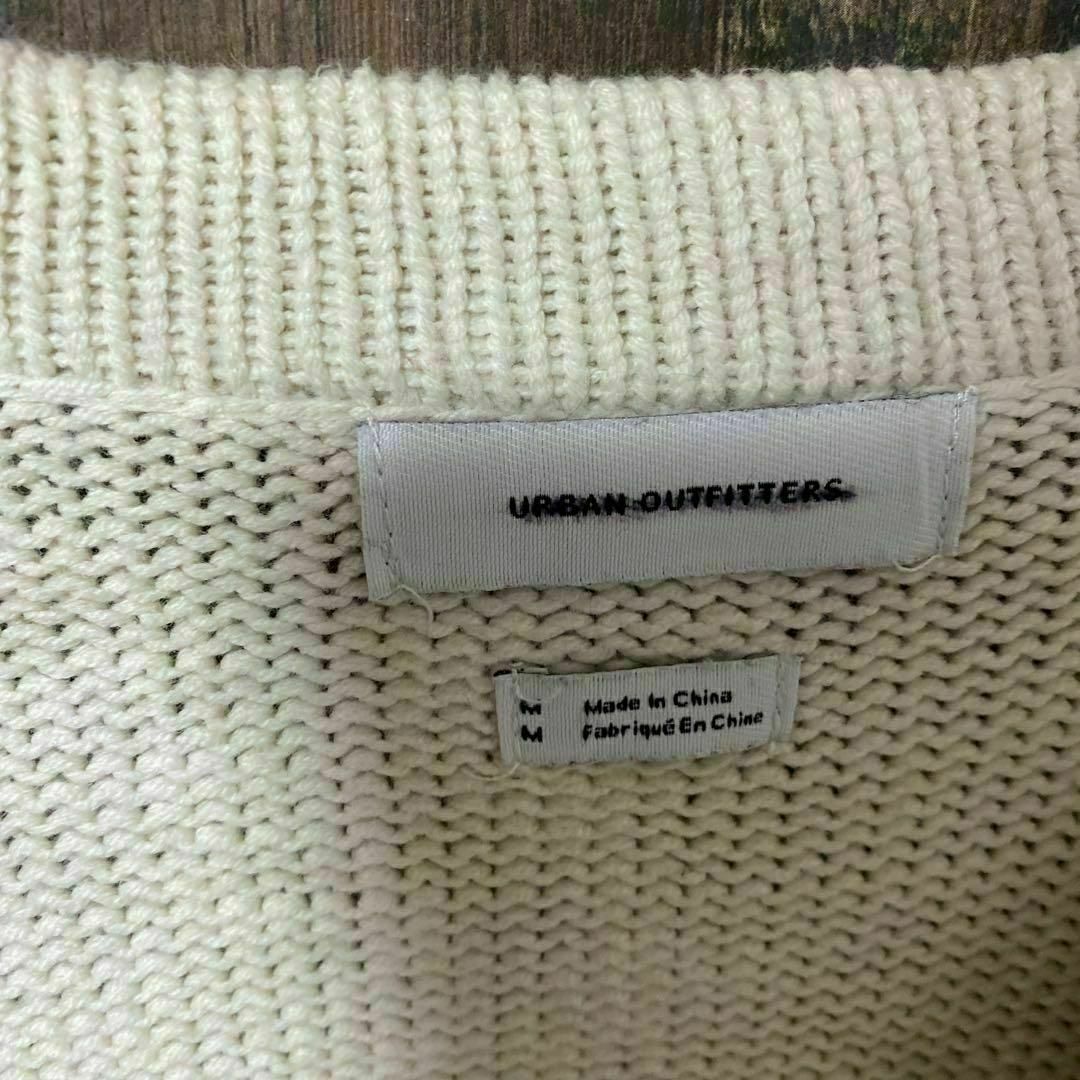 URBAN OUTFITTERS
M Made In China
M Fabriqué En Chine